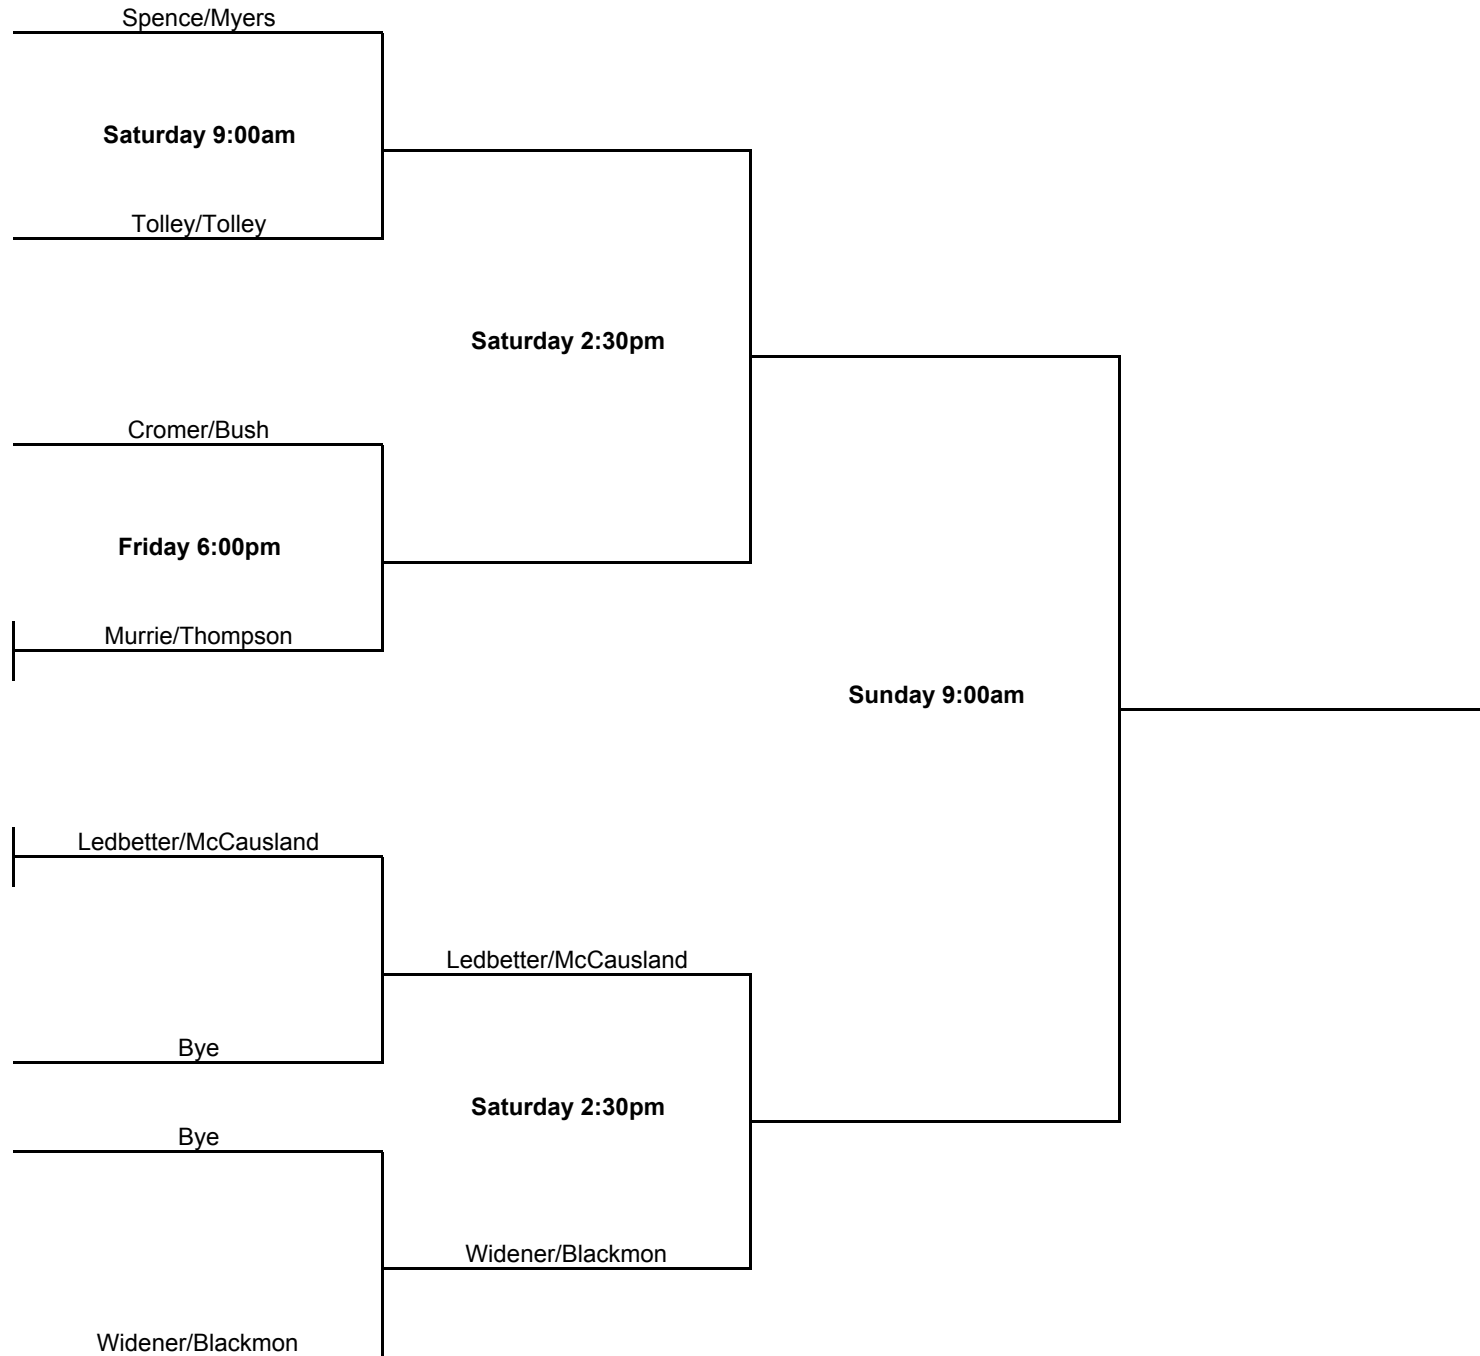 Spence/Myers
Saturday 9:00am
Tolley/Tolley
Saturday 2:30pm
Cromer/Bush
Friday 6:00pm
Murrie/Thompson
Sunday 9:00am
Ledbetter/McCausland
Ledbetter/McCausland
Bye
Saturday 2:30pm
Bye
Widener/Blackmon
Widener/Blackmon